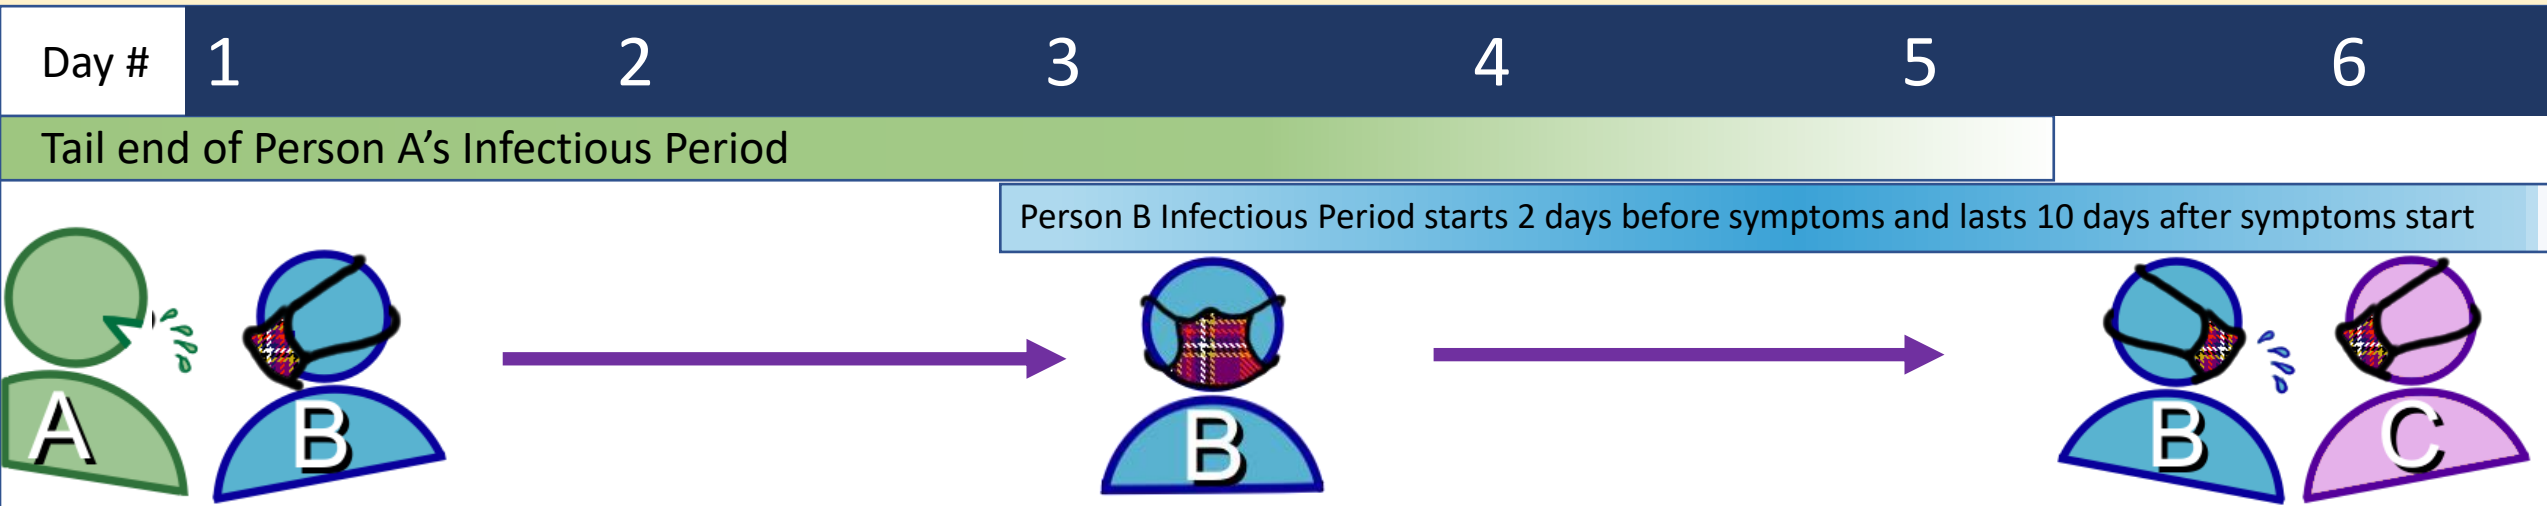 Day # 1 2 3 4 5 6
Tail end of Person A's Infectious Period
Person B Infectious Period starts 2 days before symptoms and lasts 10 days after symptoms start
A B B B C